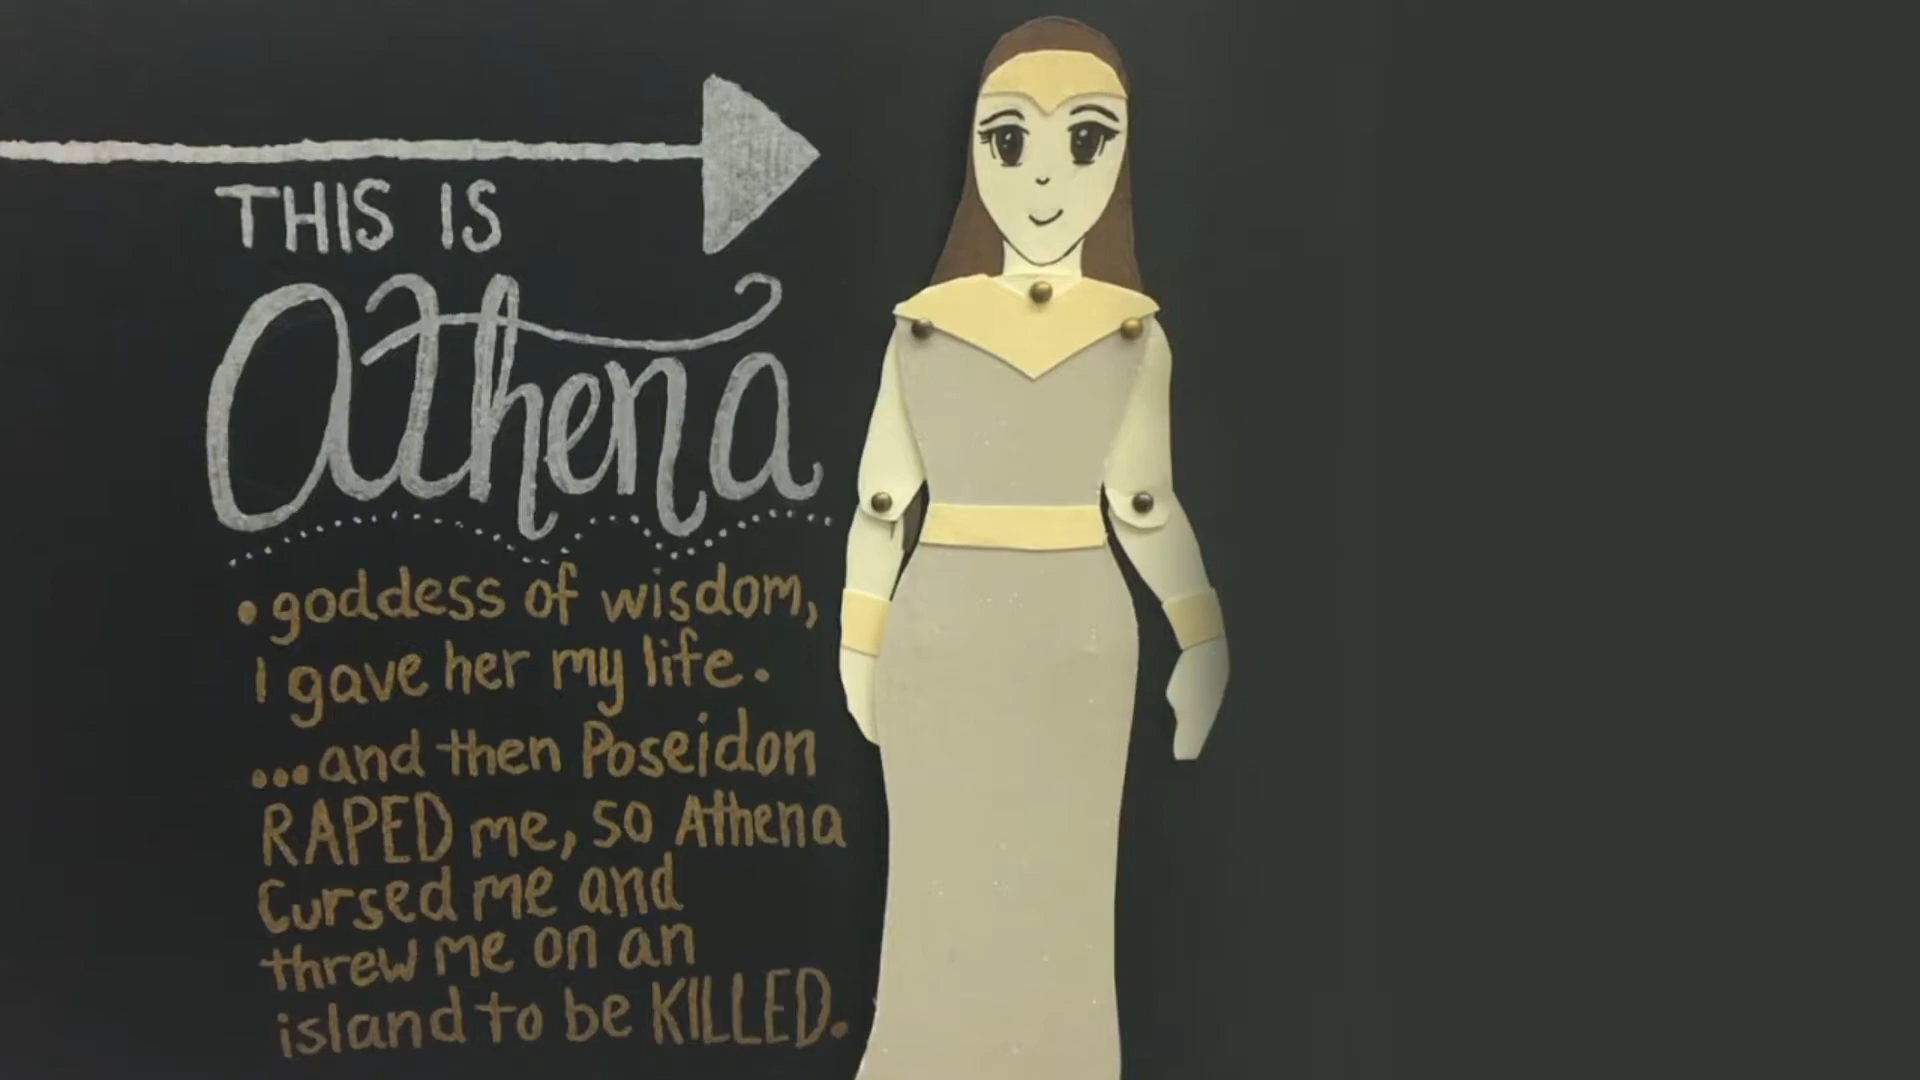 THIS IS
Athena
• goddess of wisdom,
I gave her my life.
...and then Poseidon
RAPED me, so Athena
Cursed me and
threw me on an
island to be KILLED.